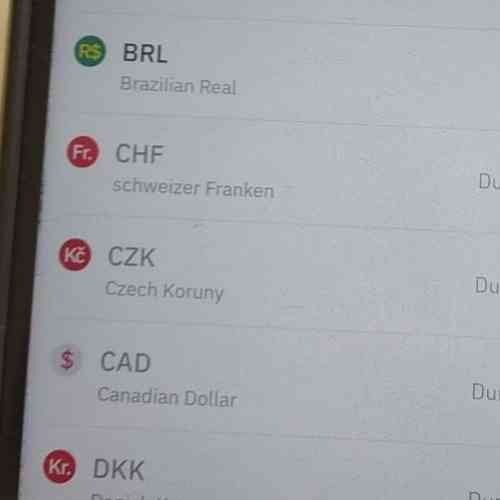 R$ BRL
Brazilian Real
Fr. CHF
schweizer Franken
Kč CZK
Czech Koruny
$ CAD
Canadian Dollar
Kr. DKK